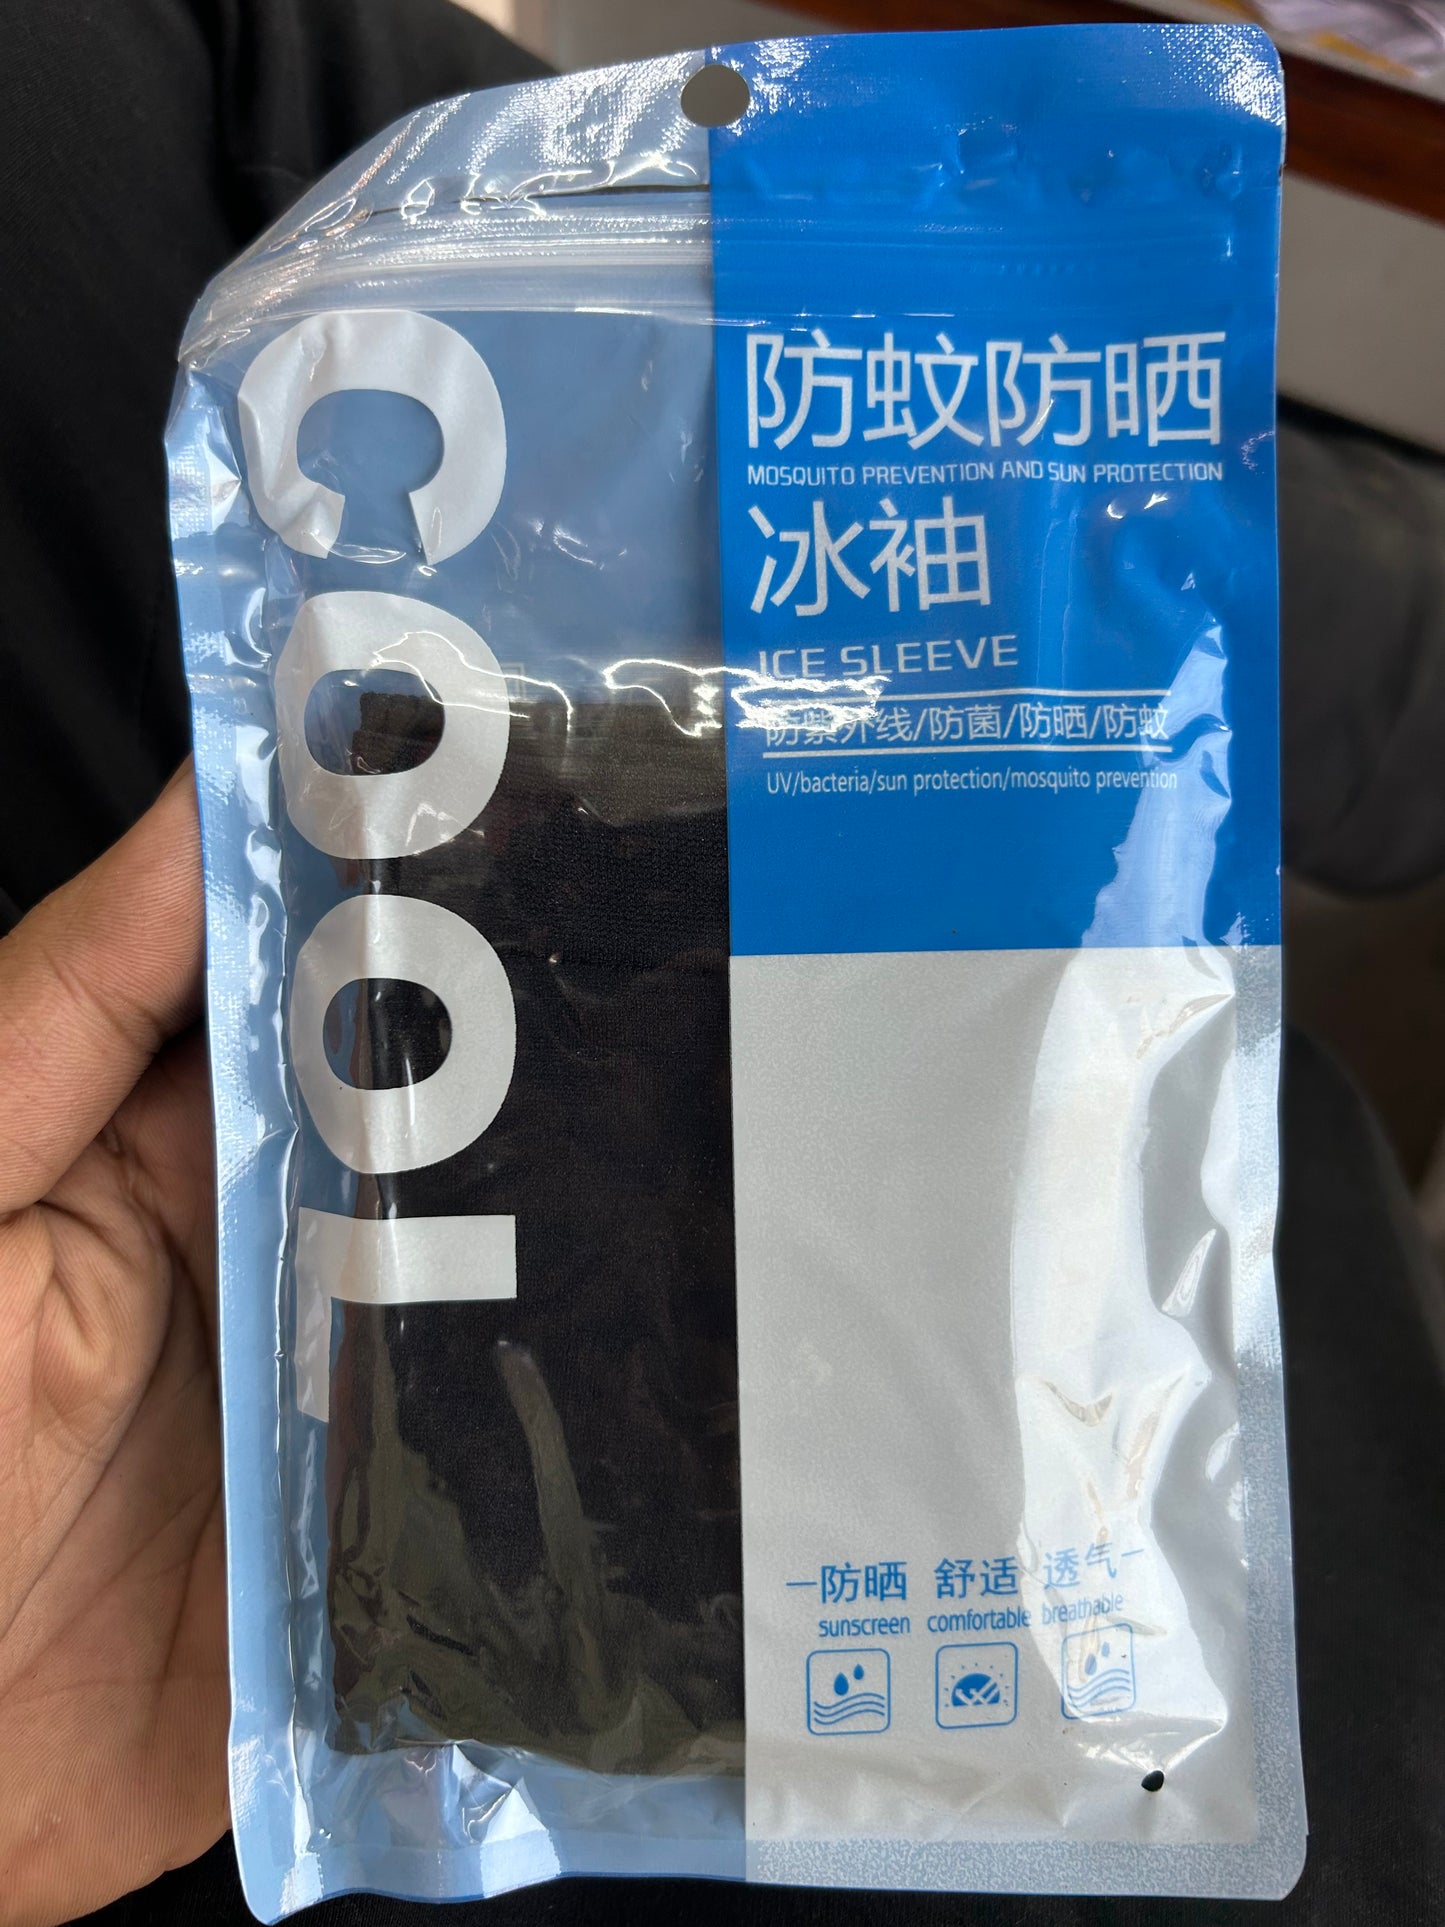 COOL
防蚊防晒
MOSQUITO PREVENTION AND SUN PROTECTION
冰袖
ICE SLEEVE
防紫外线/防菌/防晒/防蚊
UV/bacteria/sun protection/mosquito prevention
—防晒 舒适 透气—
sunscreen comfortable breathable